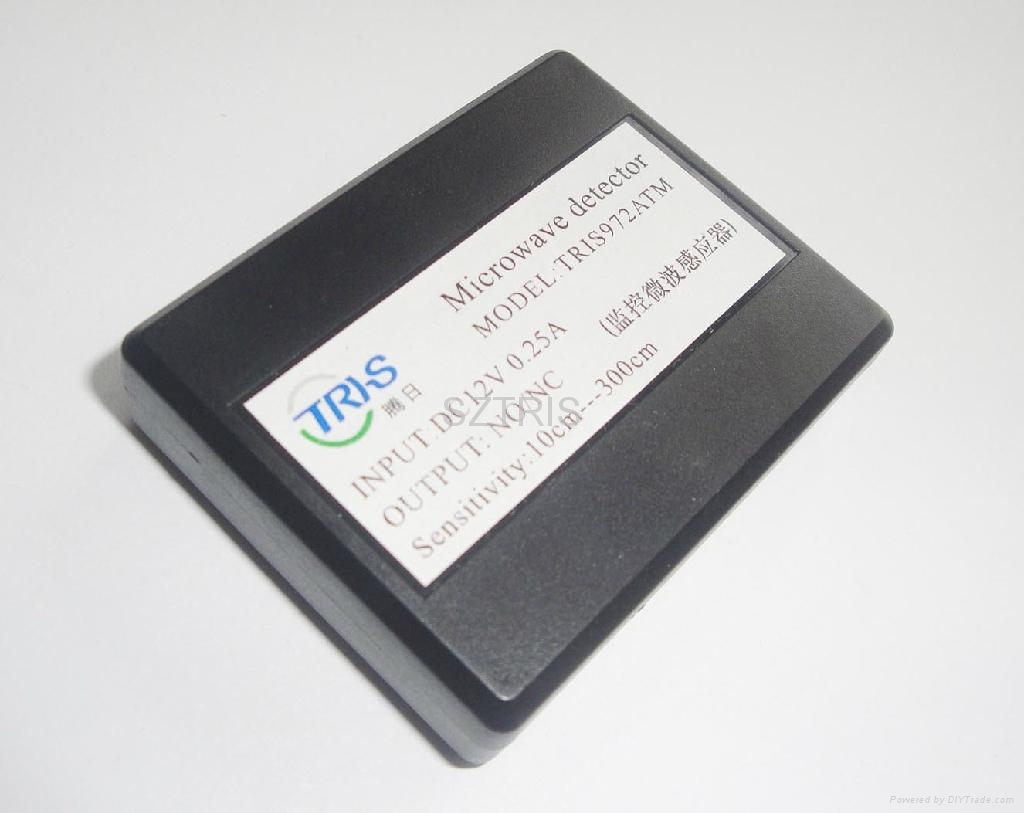 Microwave detector
MODEL:TRIS972ATM
(监控微波感应器)
TRIS
腾日
INPUT:DC12V 0.25A
OUTPUT: NO/NC
Sensitivity:10cm---300cm
SZTRIS
Powered by DIYTrade.com